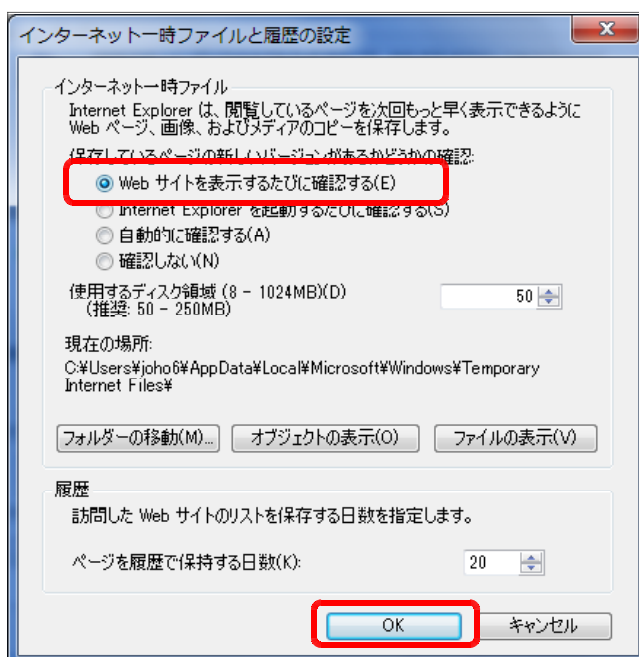 インターネット一時ファイルと履歴の設定
インターネット一時ファイル
Internet Explorer は、閲覧しているページを次回もっと早く表示できるように
Web ページ、画像、およびメディアのコピーを保存します。
保存しているページの新しいバージョンがあるかどうかの確認:
Web サイトを表示するたびに確認する(E)
Internet Explorer を起動するたびに確認する(S)
自動的に確認する(A)
確認しない(N)
使用するディスク領域 (8 - 1024MB)(D)
(推奨: 50 - 250MB)
50
現在の場所:
C:¥Users¥joho6¥AppData¥Local¥Microsoft¥Windows¥Temporary
Internet Files¥
フォルダーの移動(M)... オブジェクトの表示(O) ファイルの表示(V)
履歴
訪問した Web サイトのリストを保存する日数を指定します。
ページを履歴で保持する日数(K): 20
OK キャンセル